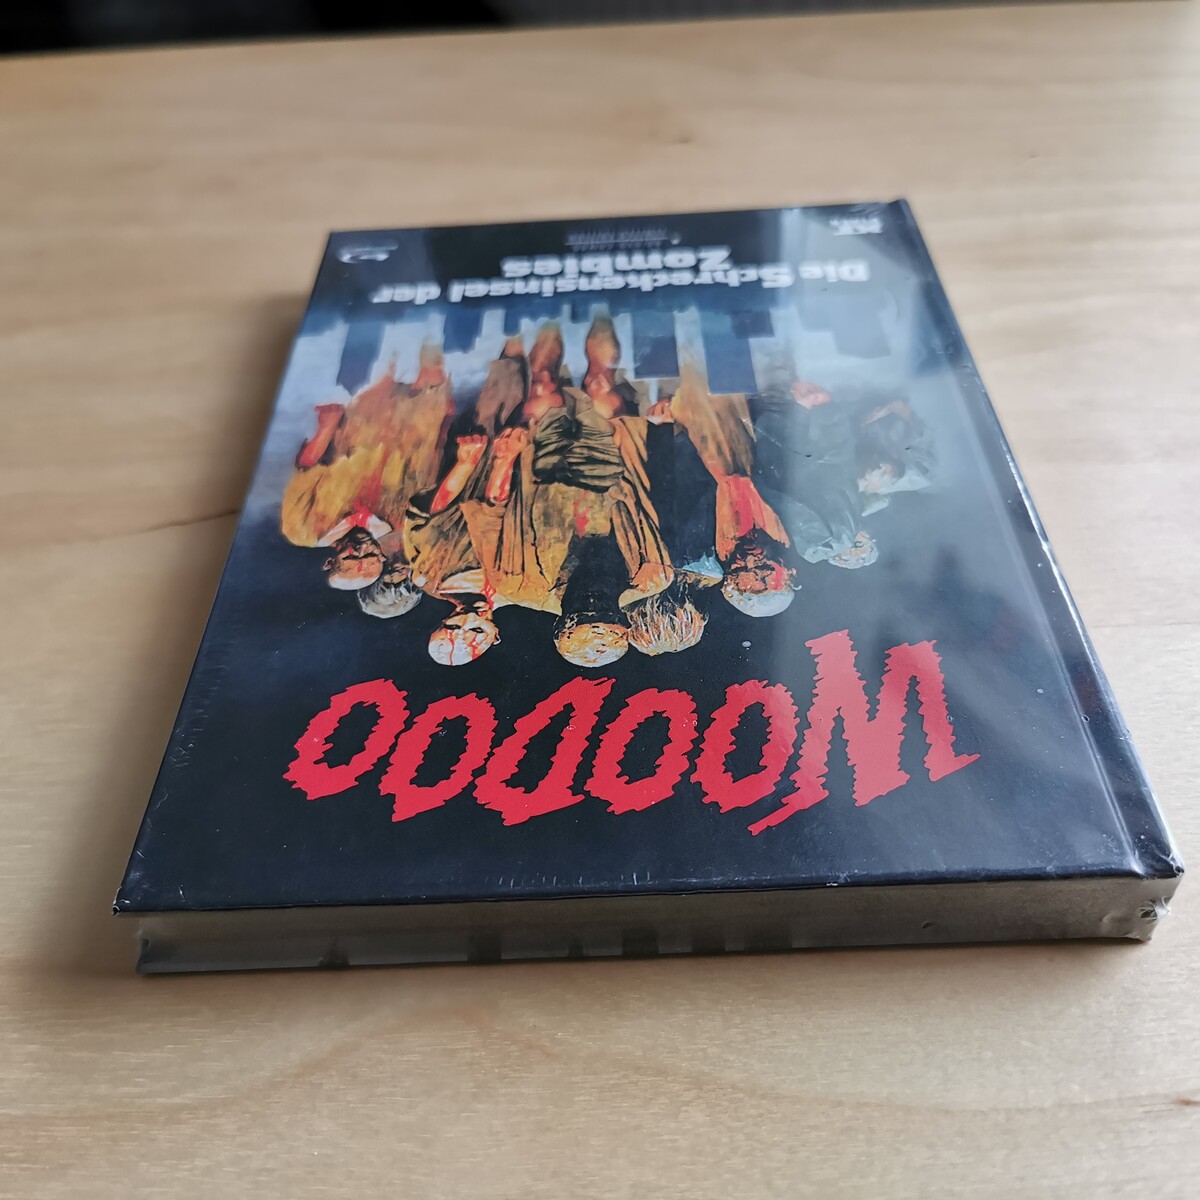 WOODOO
Die Schreckensinsel der
Zombies